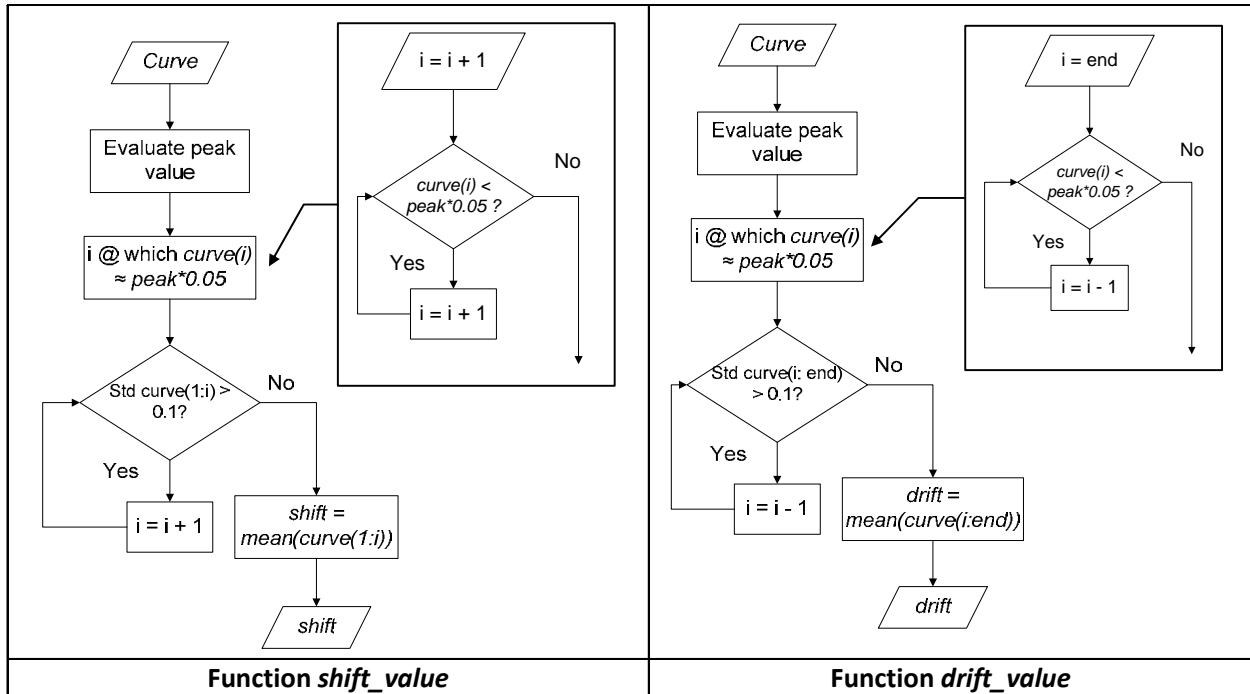 Curve
Evaluate peak
value
i @ which curve(i)
≈ peak*0.05
Std curve(1:i) >
0.1?
No
Yes
i = i + 1
shift =
mean(curve(1:i))
shift
i = i + 1
curve(i) <
peak*0.05 ?
No
Yes
i = i + 1
Function shift_value
Curve
Evaluate peak
value
i @ which curve(i)
≈ peak*0.05
Std curve(i: end)
> 0.1?
No
Yes
i = i - 1
drift =
mean(curve(i:end))
drift
i = end
curve(i) <
peak*0.05 ?
No
Yes
i = i - 1
Function drift_value